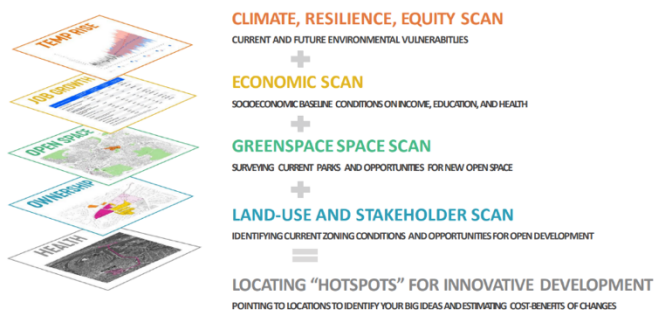 CLIMATE, RESILIENCE, EQUITY SCAN
CURRENT AND FUTURE ENVIRONMENTAL VULNERABITLIES
ECONOMIC SCAN
SOCIOECONOMIC BASELINE CONDITIONS ON INCOME, EDUCATION, AND HEALTH
GREENSPACE SPACE SCAN
SURVEYING CURRENT PARKS AND OPPORTUNITIES FOR NEW OPEN SPACE
LAND-USE AND STAKEHOLDER SCAN
IDENTIFYING CURRENT ZONING CONDITIONS AND OPPORTUNITIES FOR OPEN DEVELOPMENT
LOCATING “HOTSPOTS” FOR INNOVATIVE DEVELOPMENT
POINTING TO LOCATIONS TO IDENTIFY YOUR BIG IDEAS AND ESTIMATING COST-BENEFITS OF CHANGES
TEMP RISE
JOB GROWTH
OPEN SPACE
OWNERSHIP
HEALTH